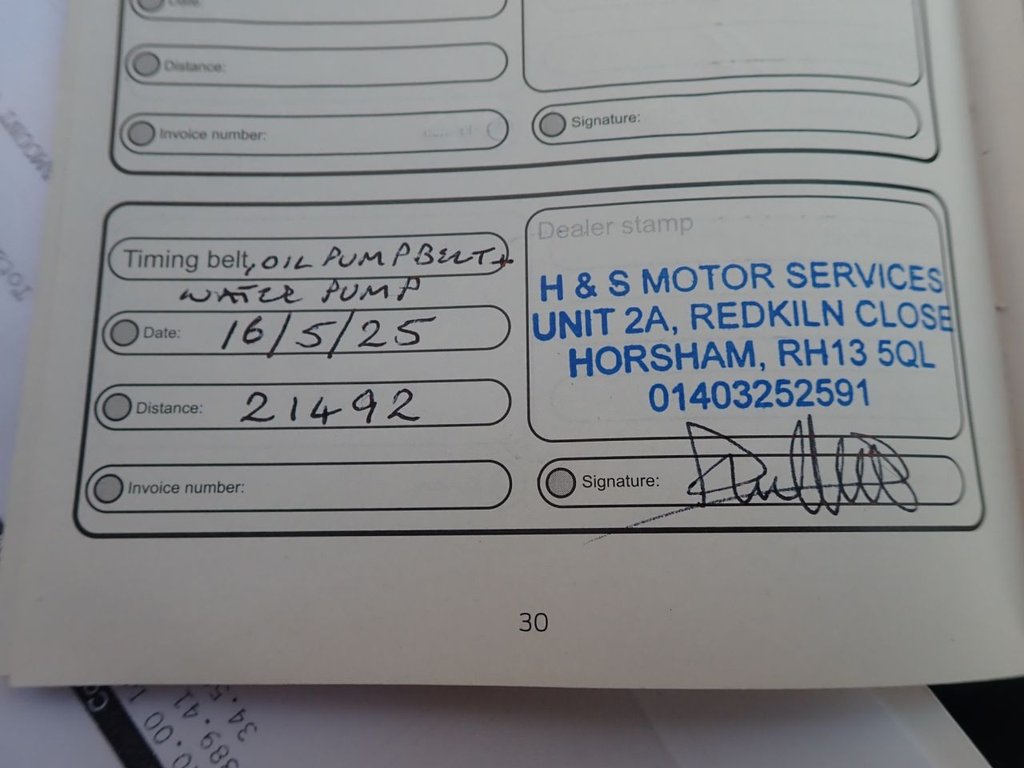 Distance:
Invoice number:
Signature:
Timing belt, OIL PUMP BELT +
WATER PUMP
Date: 16/5/25
Distance: 21492
Invoice number:
Dealer stamp
H & S MOTOR SERVICES
UNIT 2A, REDKILN CLOSE
HORSHAM, RH13 5QL
01403252591
Signature:
30